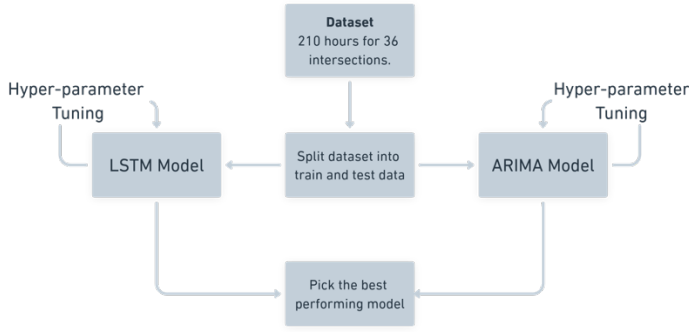 Dataset
210 hours for 36
intersections.
Hyper-parameter
Tuning
Hyper-parameter
Tuning
LSTM Model
Split dataset into
train and test data
ARIMA Model
Pick the best
performing model